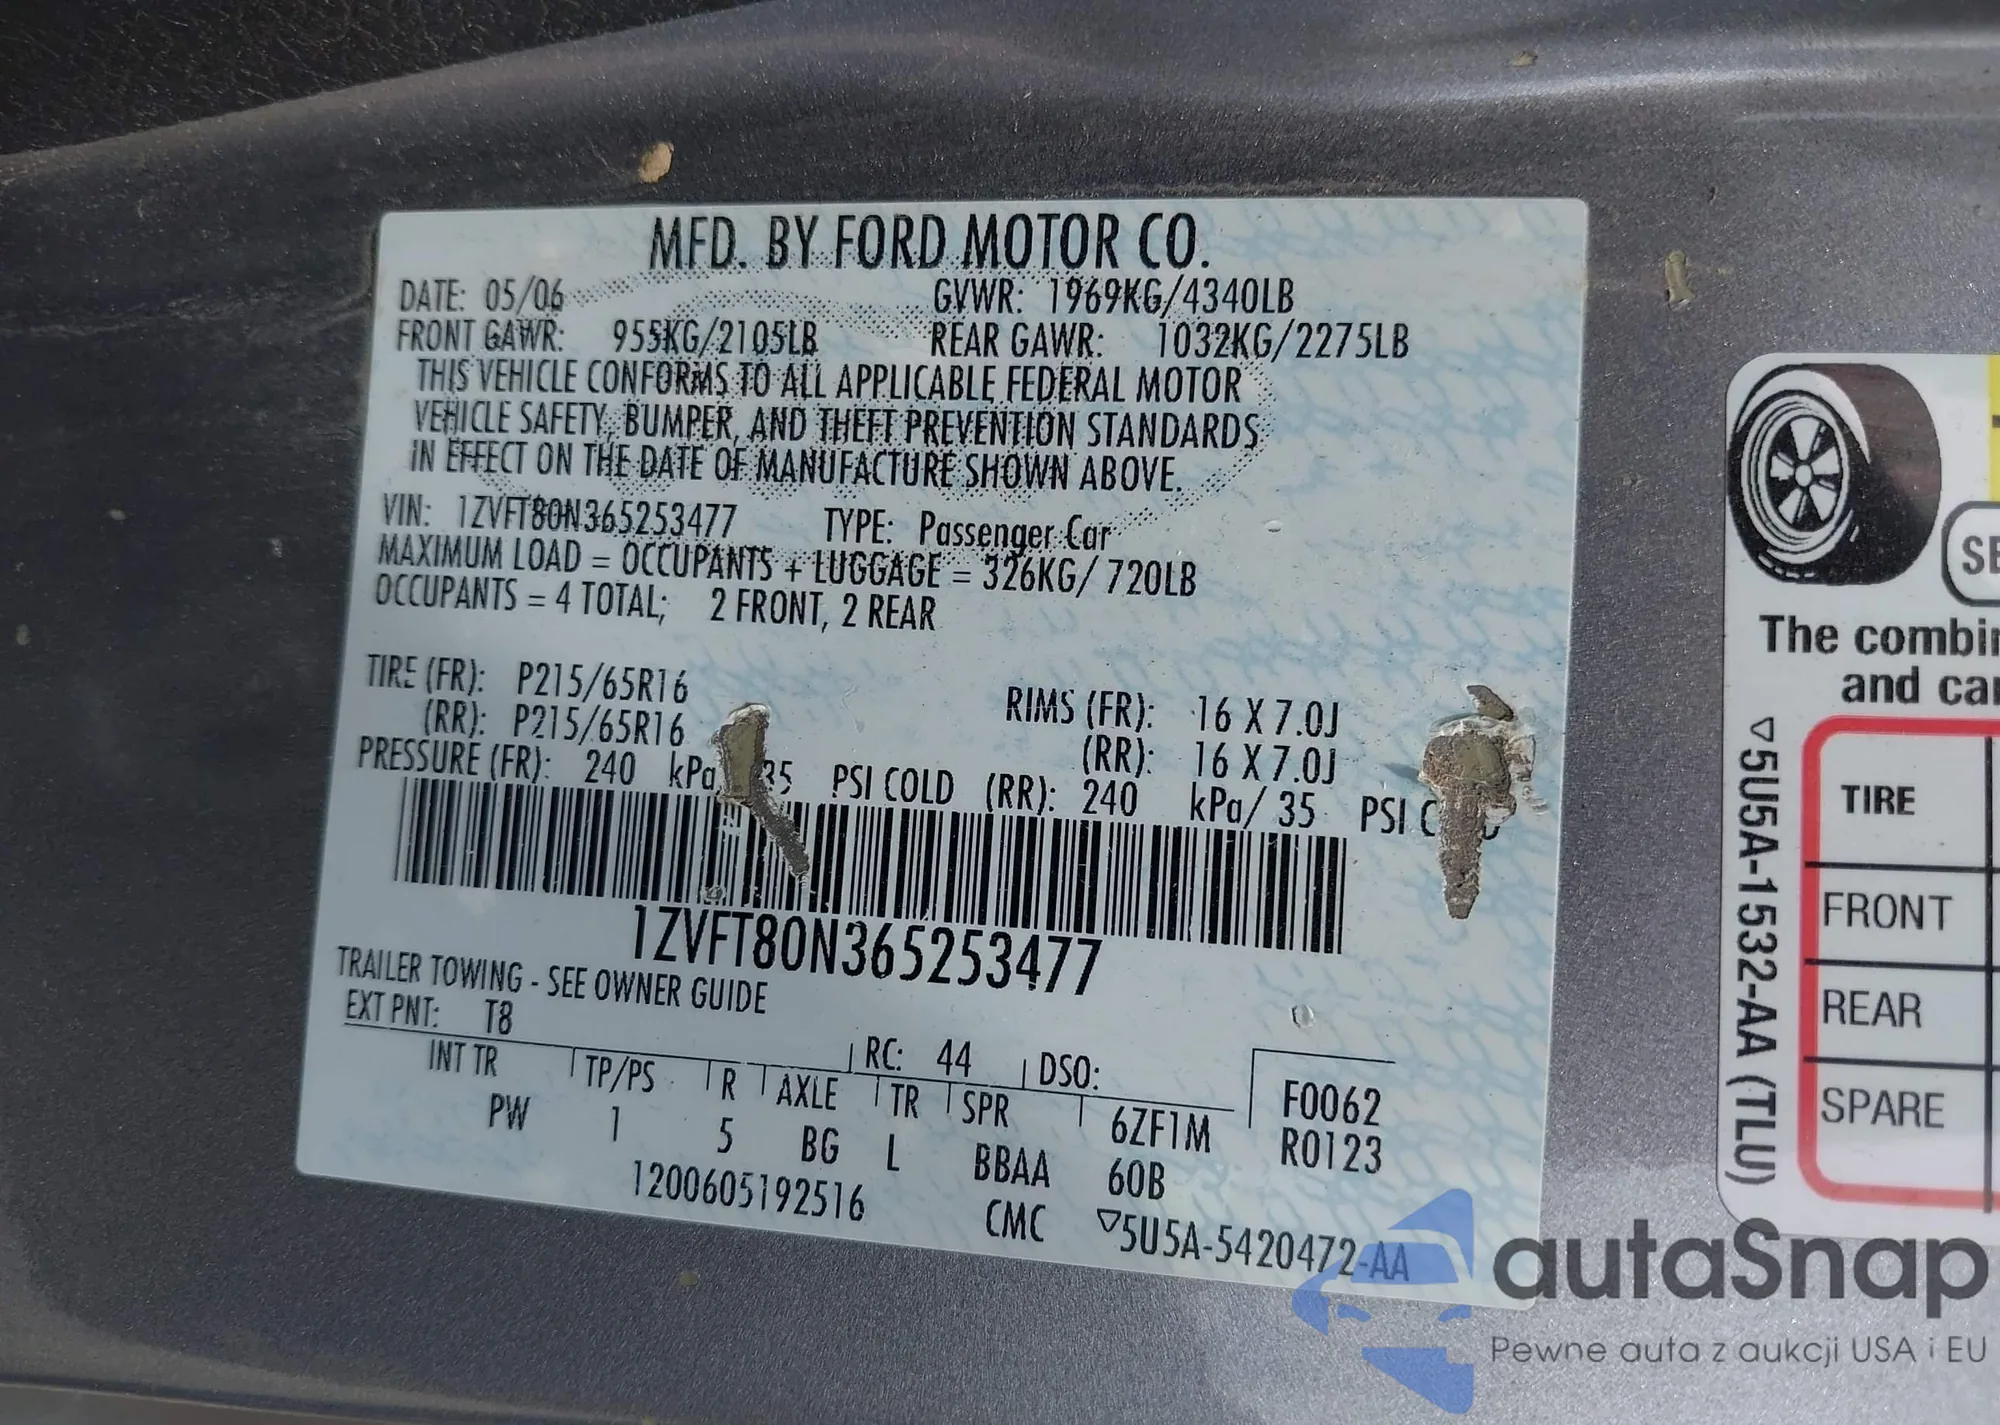 MFD. BY FORD MOTOR CO.
DATE: 05/06 GVWR: 1969KG/4340LB
FRONT GAWR: 955KG/2105LB REAR GAWR: 1032KG/2275LB
THIS VEHICLE CONFORMS TO ALL APPLICABLE FEDERAL MOTOR
VEHICLE SAFETY, BUMPER, AND THEFT PREVENTION STANDARDS
IN EFFECT ON THE DATE OF MANUFACTURE SHOWN ABOVE.
VIN: 1ZVFT80N365253477 TYPE: Passenger Car
MAXIMUM LOAD = OCCUPANTS + LUGGAGE = 326KG/ 720LB
OCCUPANTS = 4 TOTAL; 2 FRONT, 2 REAR
TIRE (FR): P215/65R16 RIMS (FR): 16 X 7.0J
(RR): P215/65R16 (RR): 16 X 7.0J
PRESSURE (FR): 240 kPa/ 35 PSI COLD (RR): 240 kPa/ 35 PSI
1ZVFT80N365253477
TRAILER TOWING - SEE OWNER GUIDE
EXT PNT: T8 RC: 44 DSO:
INT TR TP/PS R AXLE TR SPR 6ZF1M F0062
PW 1 5 BG L BBAA 60B R0123
1200605192516 CMC ▽5U5A-5420472-AA
SE
The combin
and ca
▽5U5A-1532-AA (TLU)
TIRE
FRONT
REAR
SPARE
autaSnap
Pewne auta z aukcji USA i EU